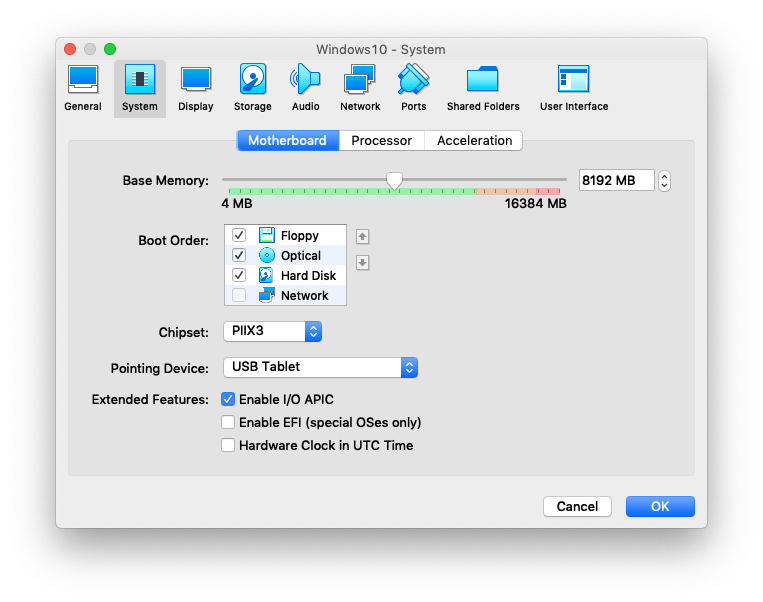 Windows10 - System
General System Display Storage Audio Network Ports Shared Folders User Interface
Motherboard Processor Acceleration
Base Memory: 8192 MB
4 MB 16384 MB
Boot Order: Floppy
Optical
Hard Disk
Network
Chipset: PIIX3
Pointing Device: USB Tablet
Extended Features: Enable I/O APIC
Enable EFI (special OSes only)
Hardware Clock in UTC Time
Cancel OK